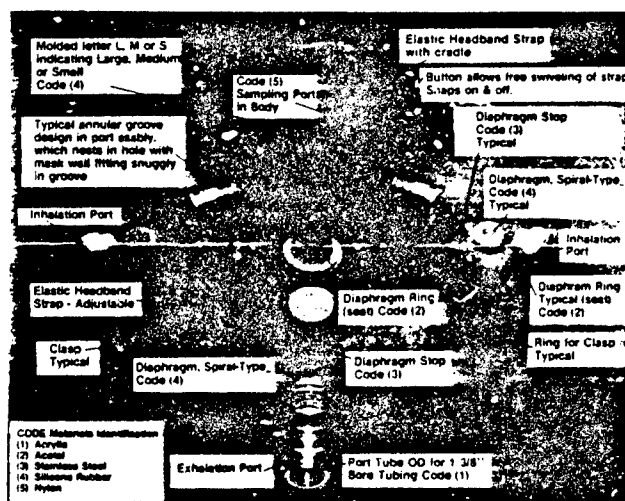 Molded letter L, M or S
indicating Large, Medium
or Small
Code (4)
Code (5)
Sampling Port
in Body
Elastic Headband Strap
with cradle
Button allows free swiveling of strap
Snaps on & off.
Typical annular groove
design in port assbly,
which nests in hole with
mask wall fitting snuggly
in groove
Diaphragm Stop
Code (3)
Typical
Diaphragm, Spiral-Type
Code (4)
Typical
Inhalation Port
Inhalation
Port
Elastic Headband
Strap - Adjustable
Diaphragm Ring
(seat) Code (2)
Diaphram Ring
Typical (seat)
Code (2)
Clasp
Typical
Diaphragm, Spiral-Type,
Code (4)
Diaphragm Stop
Code (3)
Ring for Clasp
Typical
CODE Materials Identification
(1) Acrylic
(2) Acetal
(3) Stainless Steel
(4) Silicone Rubber
(5) Nylon
Exhalation Port
Port Tube OD for 1 3/8"
Bore Tubing Code (1)